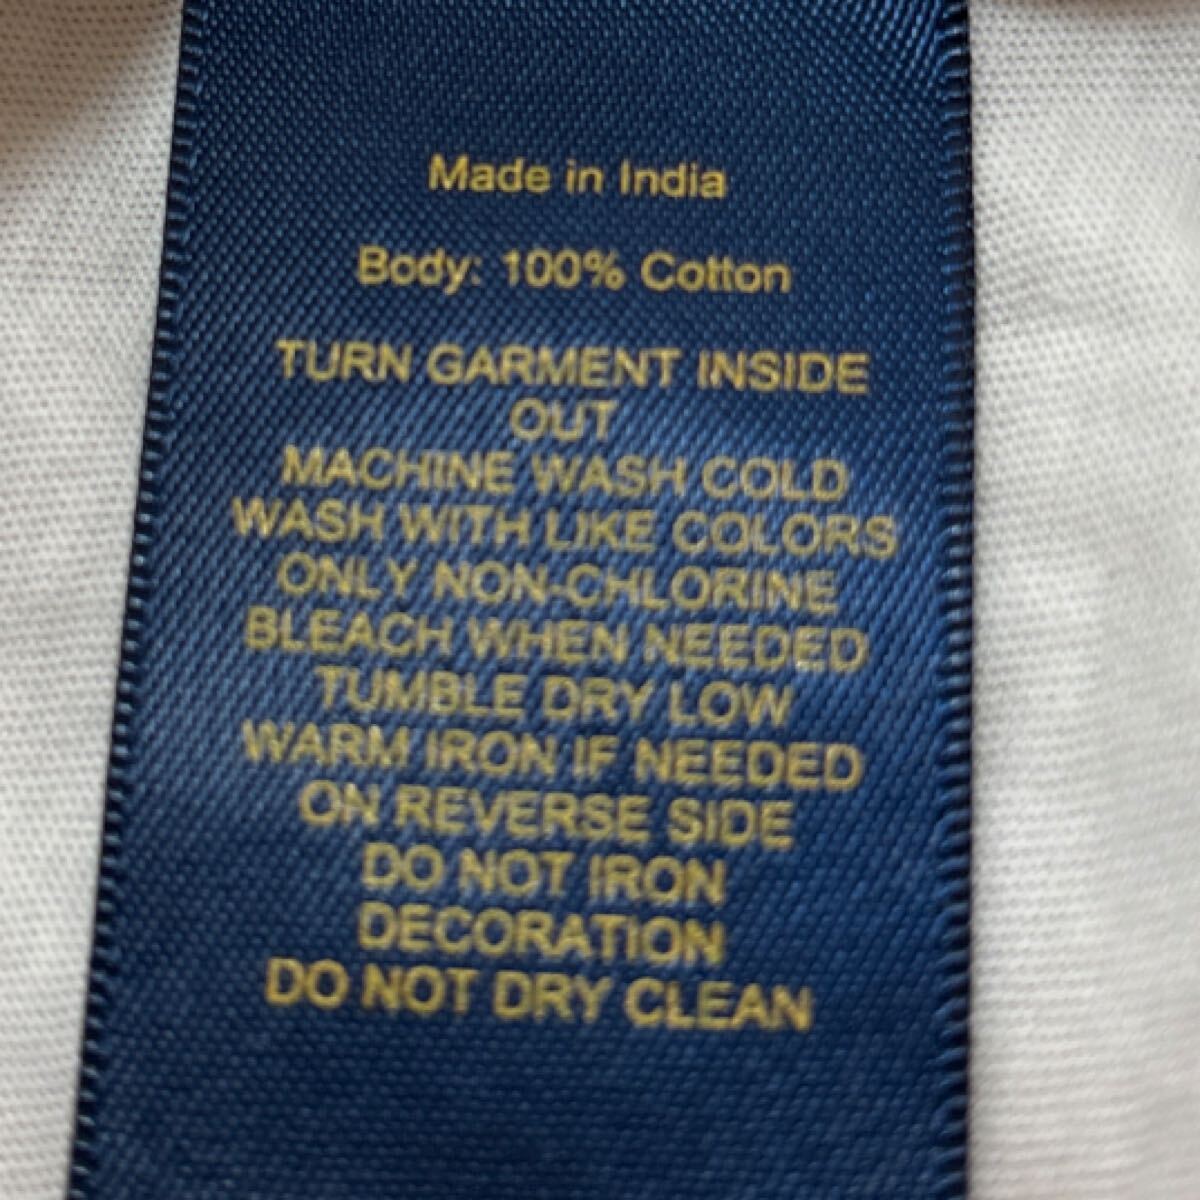 Made in India
Body: 100% Cotton
TURN GARMENT INSIDE
OUT
MACHINE WASH COLD
WASH WITH LIKE COLORS
ONLY NON-CHLORINE
BLEACH WHEN NEEDED
TUMBLE DRY LOW
WARM IRON IF NEEDED
ON REVERSE SIDE
DO NOT IRON
DECORATION
DO NOT DRY CLEAN